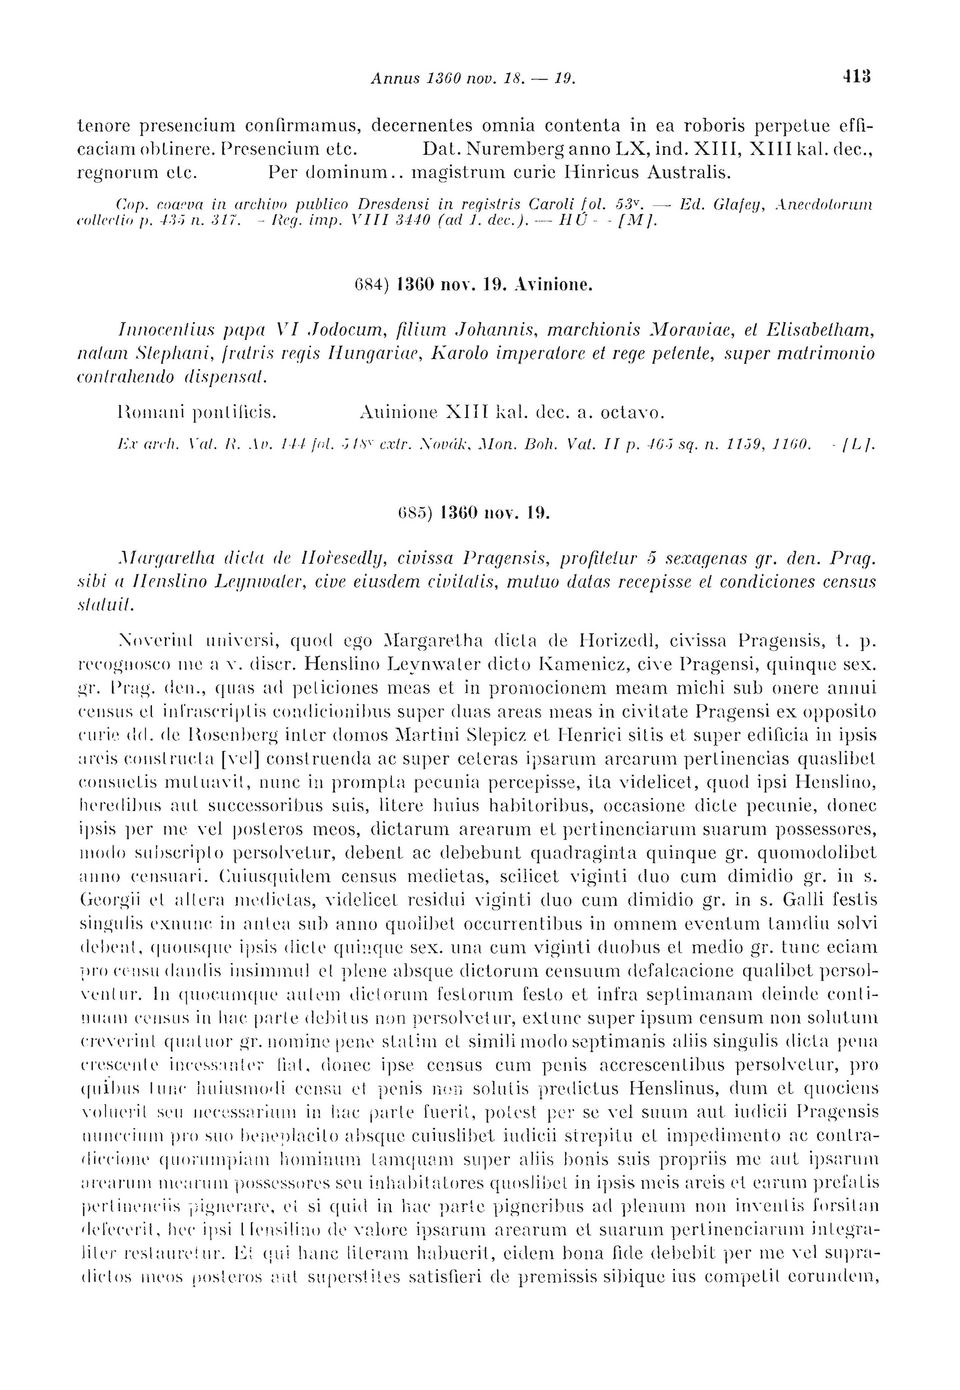 Annus 1360 nov. 18. — 19. 413
tenore presencium confirmamus, decernentes omnia contenta in ea roboris perpetue effi-
caciam obtinere. Presencium etc. Dat. Nuremberg anno LX, ind. XIII, XIII kal. dec.,
regnorum etc. Per dominum.. magistrum curie Hinricus Australis.
Cop. coaeva in archivo publico Dresdensi in registris Caroli fol. 53v. — Ed. Glafey, Anecdotorum
collectio p. 435 n. 317. - Reg. imp. VIII 3440 (ad 1. dec.). — HÚ - - [M].
684) 1360 nov. 19. Avinione.
Innocentius papa VI Jodocum, filium Johannis, marchionis Moraviae, et Elisabetham,
natam Stephani, fratris regis Hungariae, Karolo imperatore et rege petente, super matrimonio
contrahendo dispensat.
Romani pontificis. Auinione XIII kal. dec. a. octavo.
Ex arch. Vat. R. Av. 144 fol. 518v extr. Novák, Mon. Boh. Vat. II p. 465 sq. n. 1159, 1160. - [L].
685) 1360 nov. 19.
Margaretha dicta de Hořesedly, civissa Pragensis, profitetur 5 sexagenas gr. den. Prag.
sibi a Henslino Leynwater, cive eiusdem civitatis, mutuo datas recepisse et condiciones census
statuit.
Noverint universi, quod ego Margaretha dicta de Horizedl, civissa Pragensis, t. p.
recognosco me a v. discr. Henslino Leynwater dicto Kamenicz, cive Pragensi, quinque sex.
gr. Prag. den., quas ad peticiones meas et in promocionem meam michi sub onere annui
census et infrascriptis condicionibus super duas areas meas in civitate Pragensi ex opposito
curie dd. de Rosenberg inter domos Martini Slepicz et Henrici sitis et super edificia in ipsis
areis constructa [vel] construenda ac super ceteras ipsarum arearum pertinencias quaslibet
consuetis mutuavit, nunc in prompta pecunia percepisse, ita videlicet, quod ipsi Henslino,
heredibus aut successoribus suis, litere huius habitoribus, occasione dicte pecunie, donec
ipsis per me vel posteros meos, dictarum arearum et pertinenciarum suarum possessores,
modo subscripto persolvetur, debent ac debebunt quadraginta quinque gr. quomodolibet
anno censuari. Cuiusquidem census medietas, scilicet viginti duo cum dimidio gr. in s.
Georgii et altera medietas, videlicet residui viginti duo cum dimidio gr. in s. Galli festis
singulis exnunc in antea sub anno quolibet occurrentibus in omnem eventum tamdiu solvi
debent, quousque ipsis dicte quinque sex. una cum viginti duobus et medio gr. tunc eciam
pro censu dandis insimmul et plene absque dictorum censuum defalcacione qualibet persol-
ventur. In quocumque autem dictorum festorum festo et infra septimanam deinde conti-
nuam census in hac parte debitus non persolvetur, extunc super ipsum censum non solutum
creverint quatuor gr. nomine pene statim et simili modo septimanis aliis singulis dicta pena
crescente incessanter fiat, donec ipse census cum penis accrescentibus persolvetur, pro
quibus tunc huiusmodi censu et penis non solutis predictus Henslinus, dum et quociens
voluerit seu necessarium in hac parte fuerit, potest per se vel suum aut iudicii Pragensis
nunccium pro suo beneplacito absque cuiuslibet iudicii strepitu et impedimento ac contra-
diccione quorumpiam hominum tamquam super aliis bonis suis propriis me aut ipsarum
arearum mearum possessores seu inhabitatores quoslibet in ipsis meis areis et earum prefatis
pertinenciis pignerare, et si quid in hac parte pigneribus ad plenum non inventis forsitan
defecerit, hec ipsi Hensilino de valore ipsarum arearum et suarum pertinenciarum integra-
liter restauretur. Et qui hanc literam habuerit, eidem bona fide debebit per me vel supra-
dictos meos posteros aut superstites satisfieri de premissis sibique ius competit eorundem,